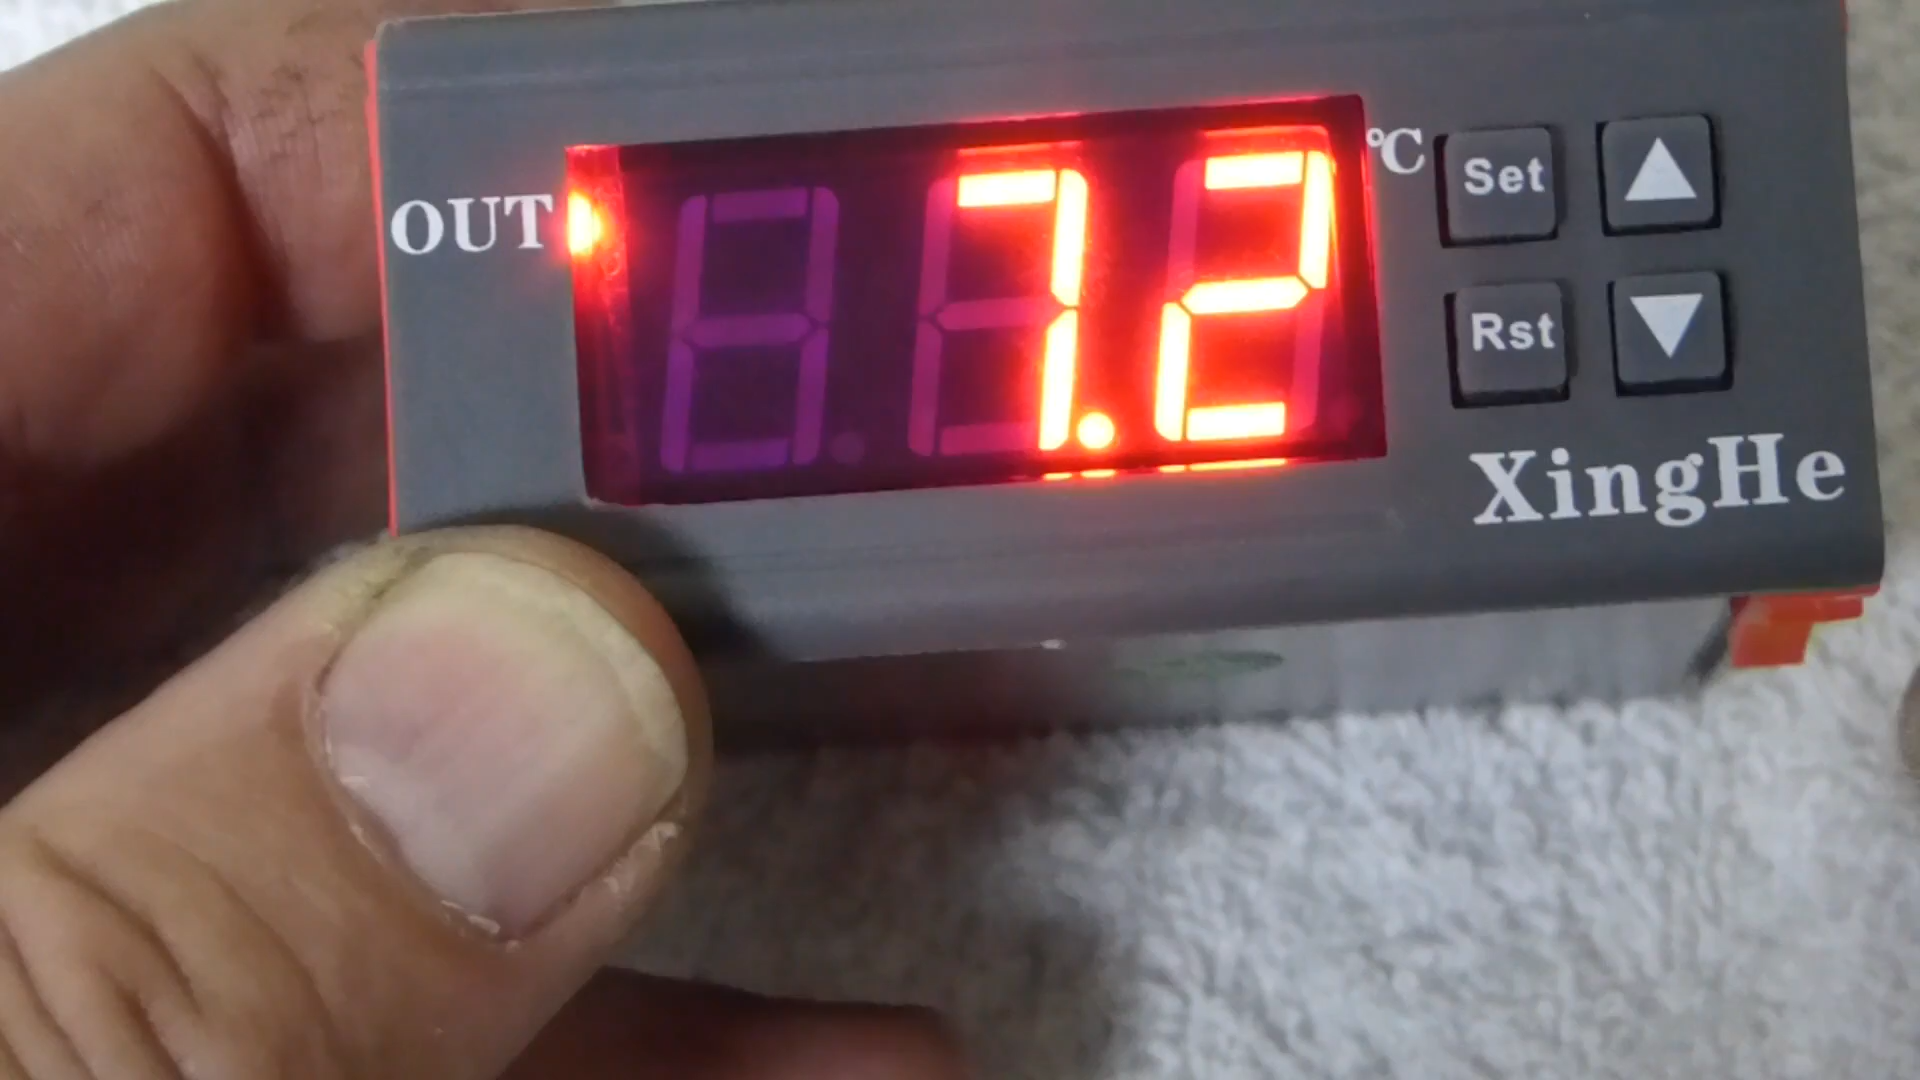 OUT 7.2 °C
Set ▲
Rst ▼
XingHe